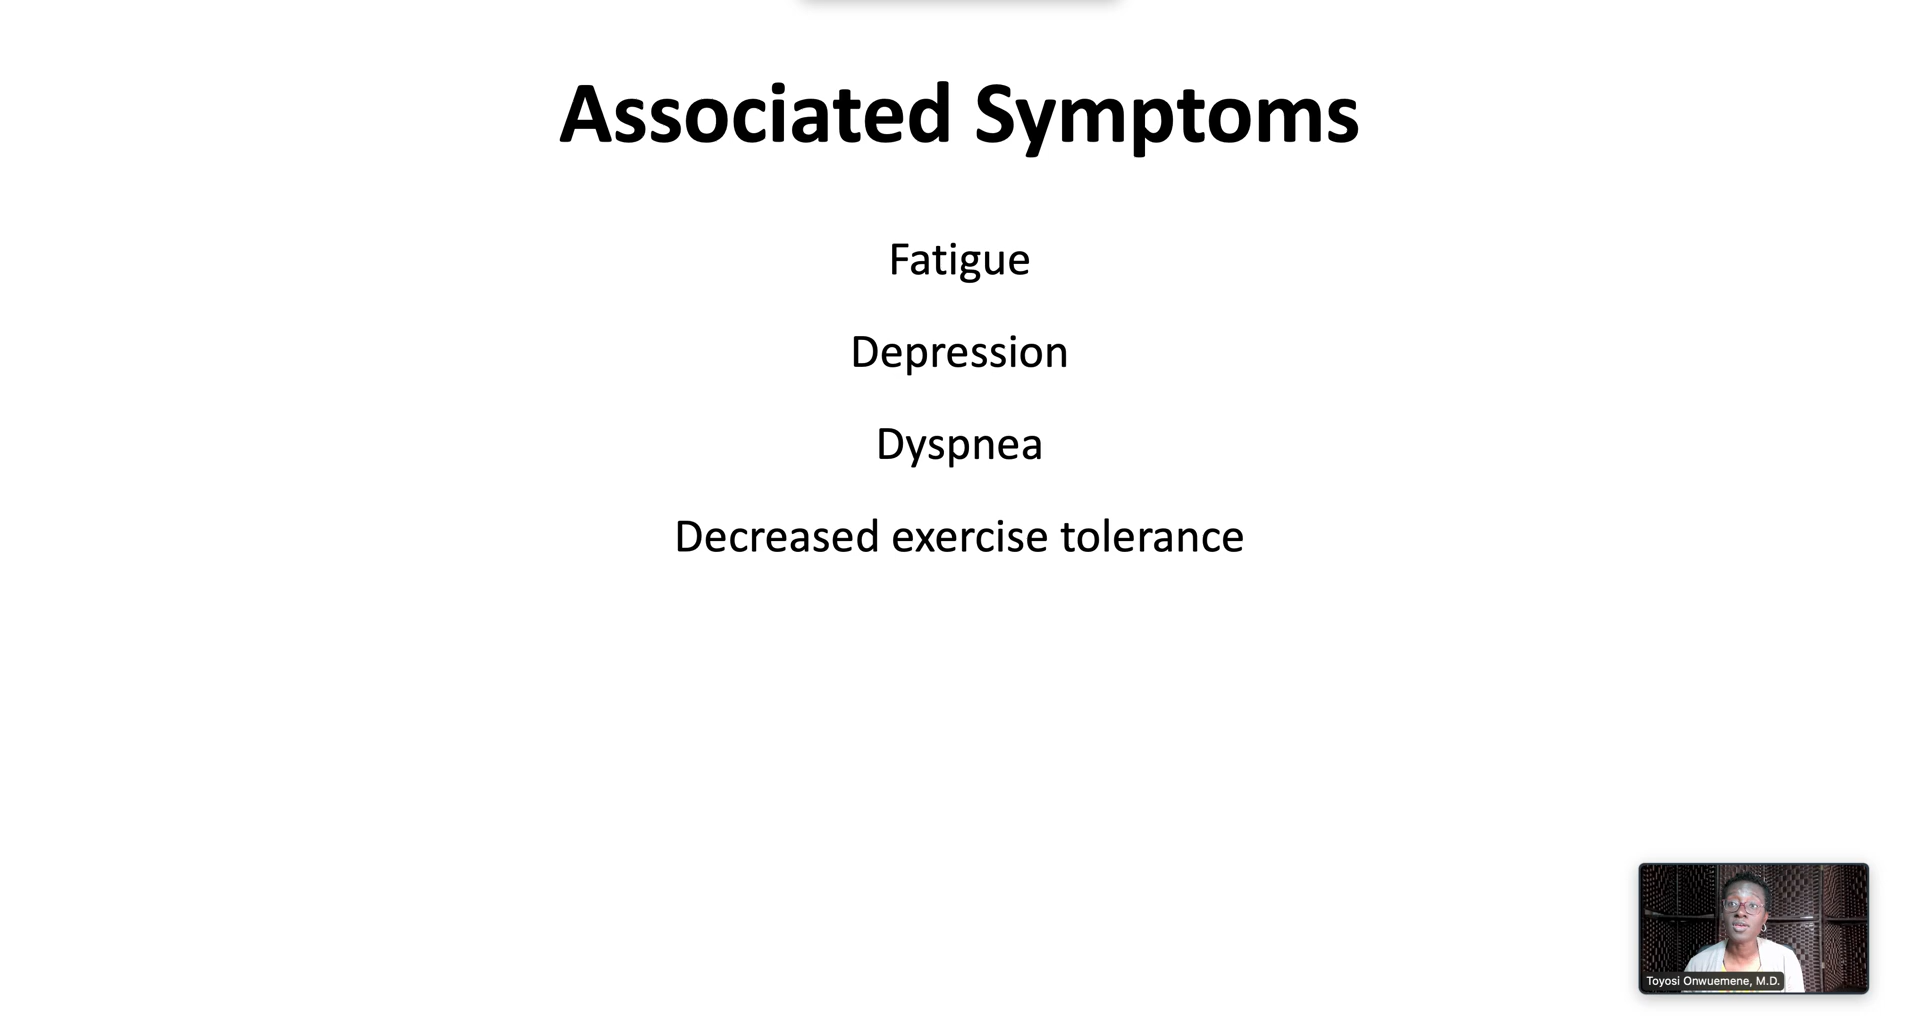 Associated Symptoms
Fatigue
Depression
Dyspnea
Decreased exercise tolerance
Toyosi Onwuemene, M.D.